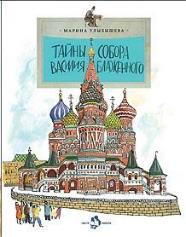 МАРИНА УЛЫБЫШЕВА
ТАЙНЫ СОБОРА
ВАСИЛИЯ БЛАЖЕННОГО